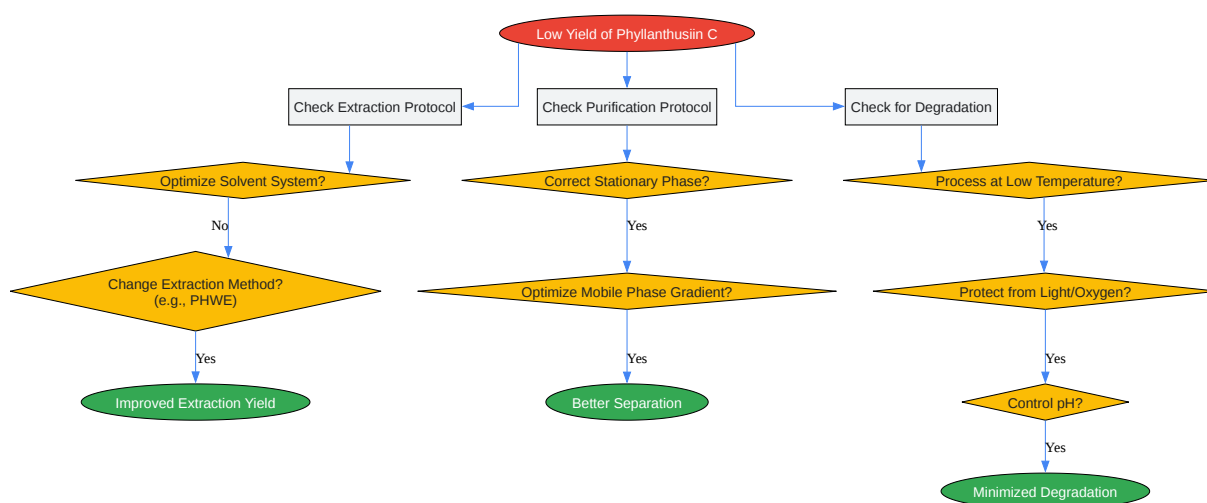 Low Yield of Phyllanthusiin C
Check Extraction Protocol
Check Purification Protocol
Check for Degradation
Optimize Solvent System?
Correct Stationary Phase?
Process at Low Temperature?
No
Yes
Yes
Change Extraction Method?
(e.g., PHWE)
Optimize Mobile Phase Gradient?
Protect from Light/Oxygen?
Yes
Yes
Yes
Improved Extraction Yield
Better Separation
Control pH?
Yes
Minimized Degradation